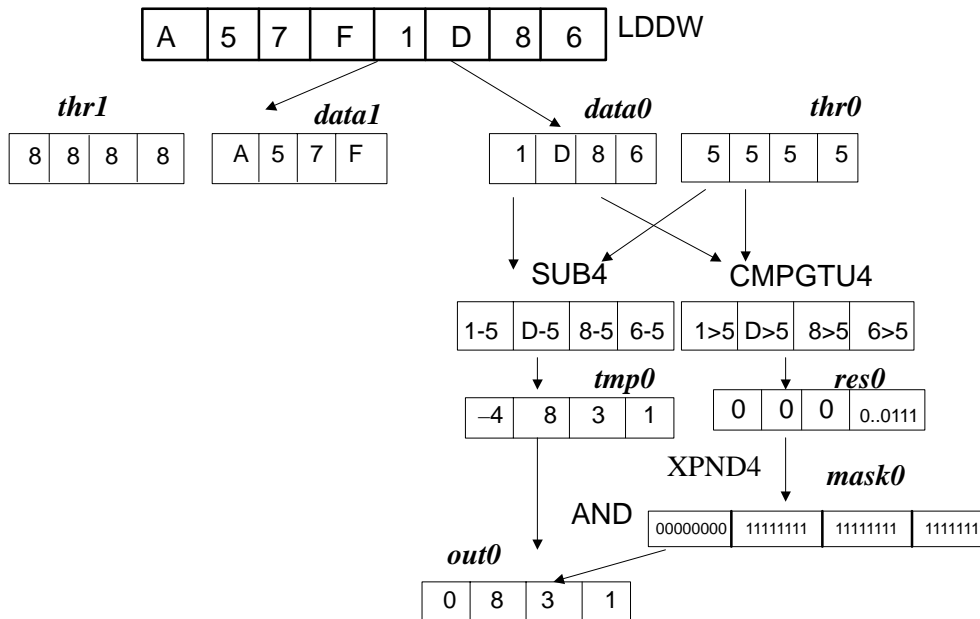 A 5 7 F 1 D 8 6 LDDW
thr1 data1 data0 thr0
8 8 8 8 A 5 7 F 1 D 8 6 5 5 5 5
SUB4 CMPGTU4
1-5 D-5 8-5 6-5 1>5 D>5 8>5 6>5
tmp0 res0
–4 8 3 1 0 0 0 0..0111
XPND4 mask0
AND 00000000 11111111 11111111 1111111
out0
0 8 3 1